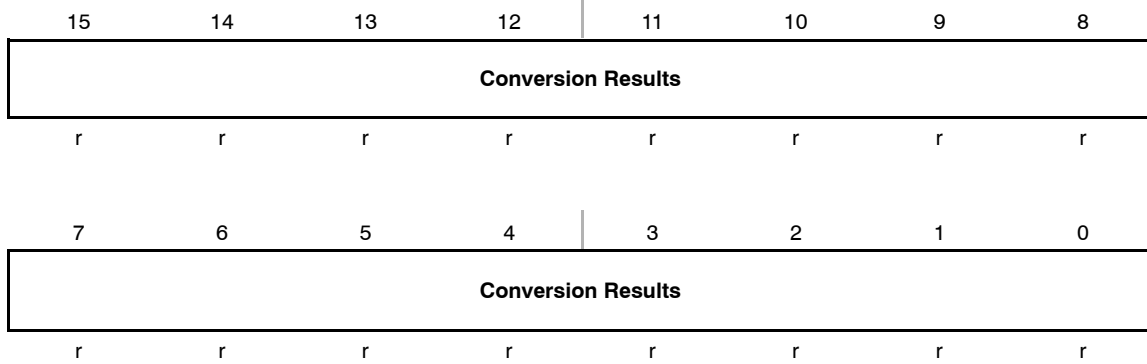 15 14 13 12 11 10 9 8
Conversion Results
r r r r r r r r
7 6 5 4 3 2 1 0
Conversion Results
r r r r r r r r